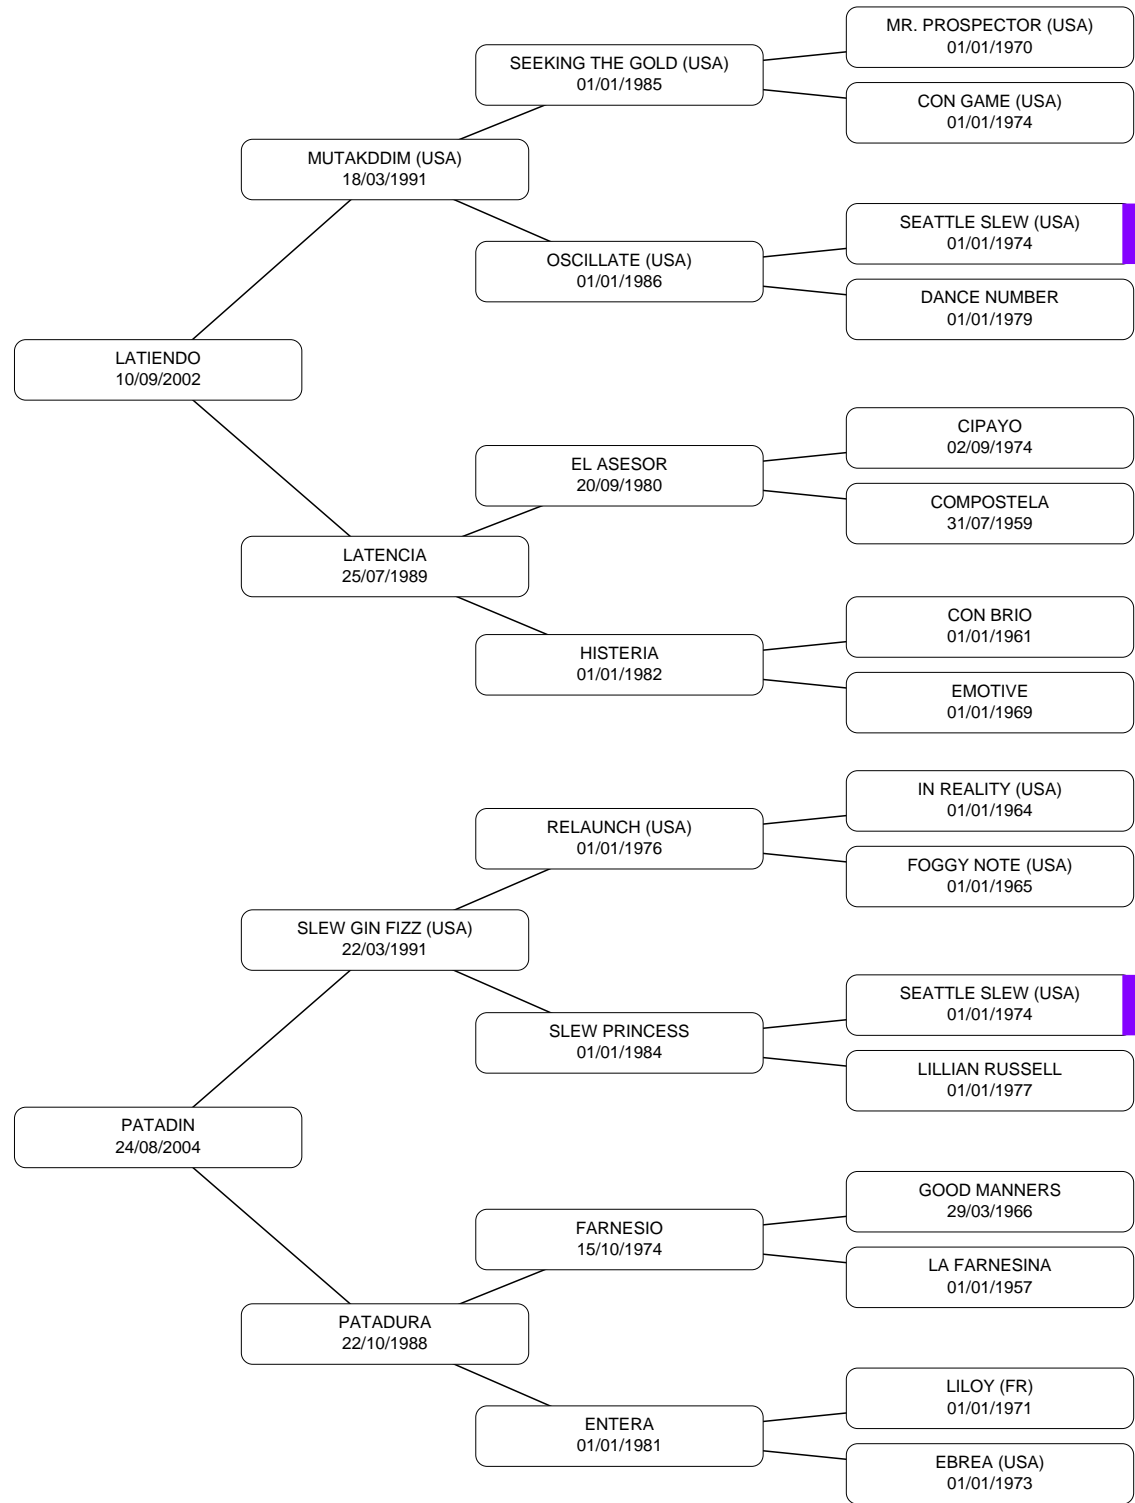 MR. PROSPECTOR (USA)
01/01/1970
SEEKING THE GOLD (USA)
01/01/1985
CON GAME (USA)
01/01/1974
MUTAKDDIM (USA)
18/03/1991
SEATTLE SLEW (USA)
01/01/1974
OSCILLATE (USA)
01/01/1986
DANCE NUMBER
01/01/1979
LATIENDO
10/09/2002
CIPAYO
02/09/1974
EL ASESOR
20/09/1980
COMPOSTELA
31/07/1959
LATENCIA
25/07/1989
CON BRIO
01/01/1961
HISTERIA
01/01/1982
EMOTIVE
01/01/1969
IN REALITY (USA)
01/01/1964
RELAUNCH (USA)
01/01/1976
FOGGY NOTE (USA)
01/01/1965
SLEW GIN FIZZ (USA)
22/03/1991
SEATTLE SLEW (USA)
01/01/1974
SLEW PRINCESS
01/01/1984
LILLIAN RUSSELL
01/01/1977
PATADIN
24/08/2004
GOOD MANNERS
29/03/1966
FARNESIO
15/10/1974
LA FARNESINA
01/01/1957
PATADURA
22/10/1988
LILOY (FR)
01/01/1971
ENTERA
01/01/1981
EBREA (USA)
01/01/1973